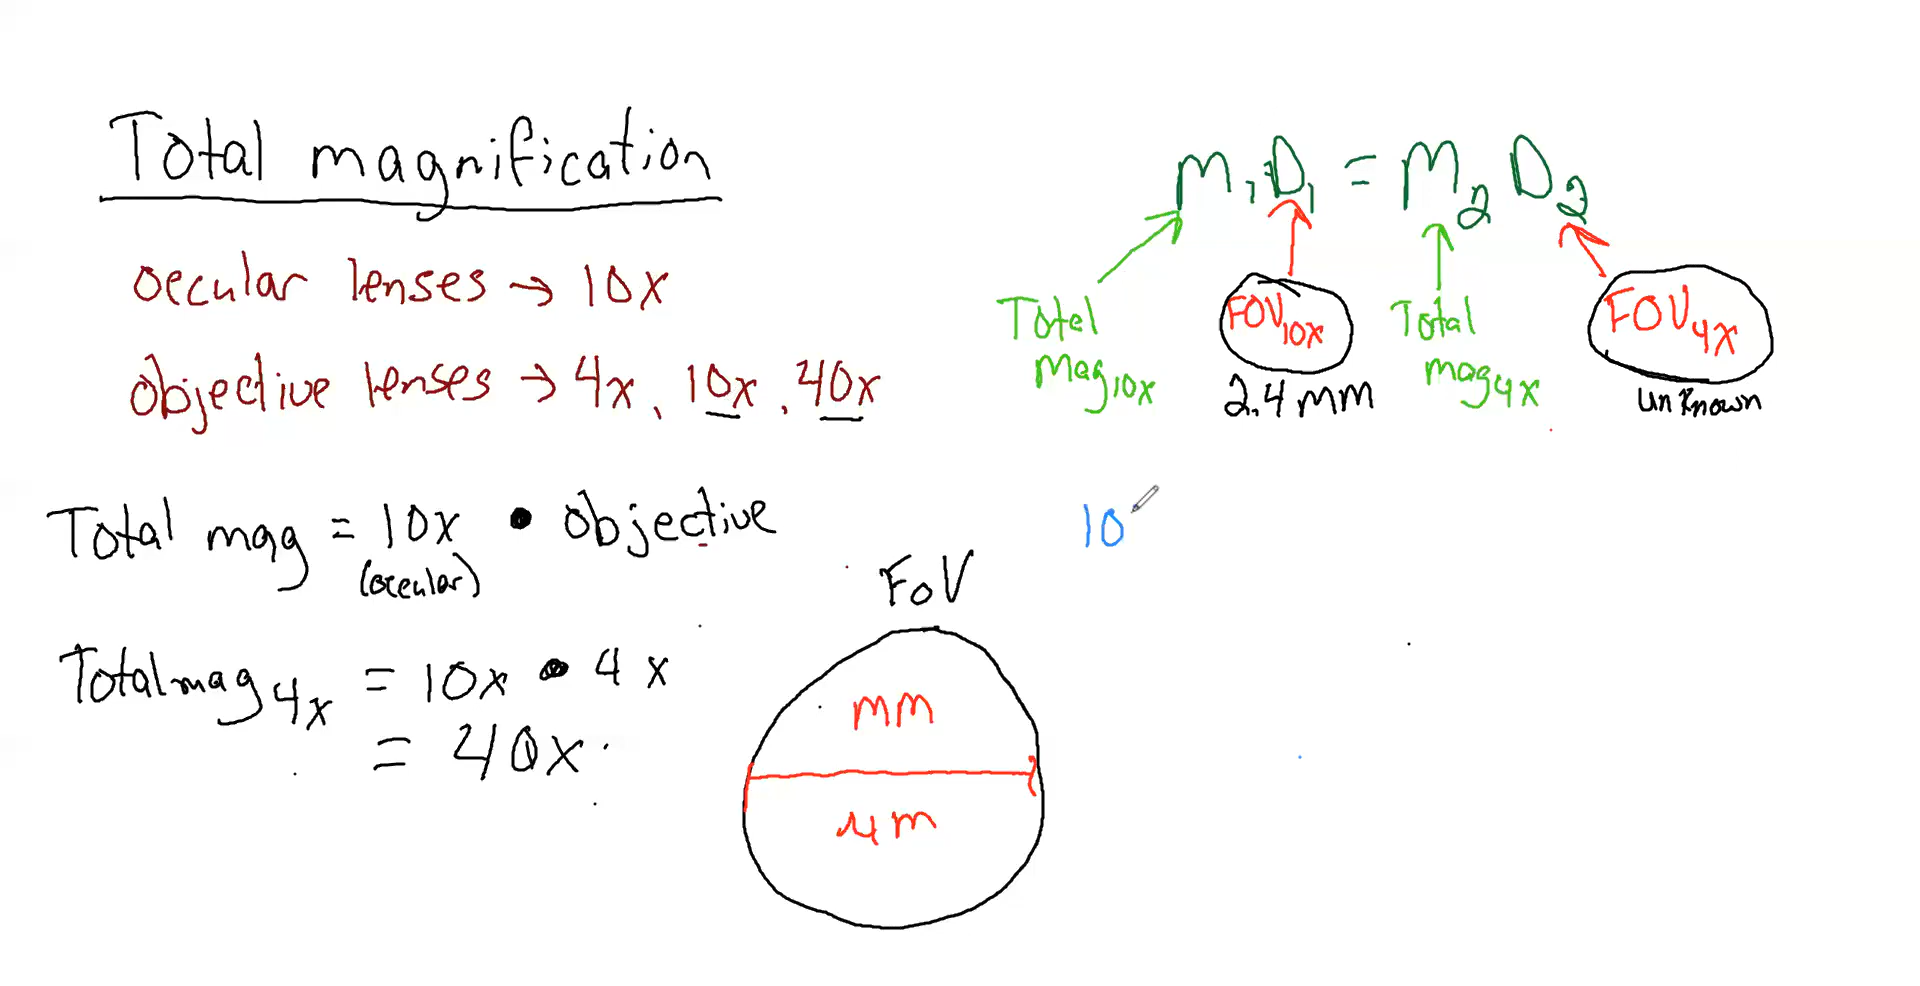 Total magnification
occular lenses → 10x
objective lenses → 4x, 10x, 40x
Total mag = 10x • objective
(occular)
Totalmag4x = 10x • 4x
= 40x
FOV
mm
μm
M1D1 = M2D2
Total mag10x
FOV10x
2.4 mm
Total mag4x
FOV4x
unknown
10